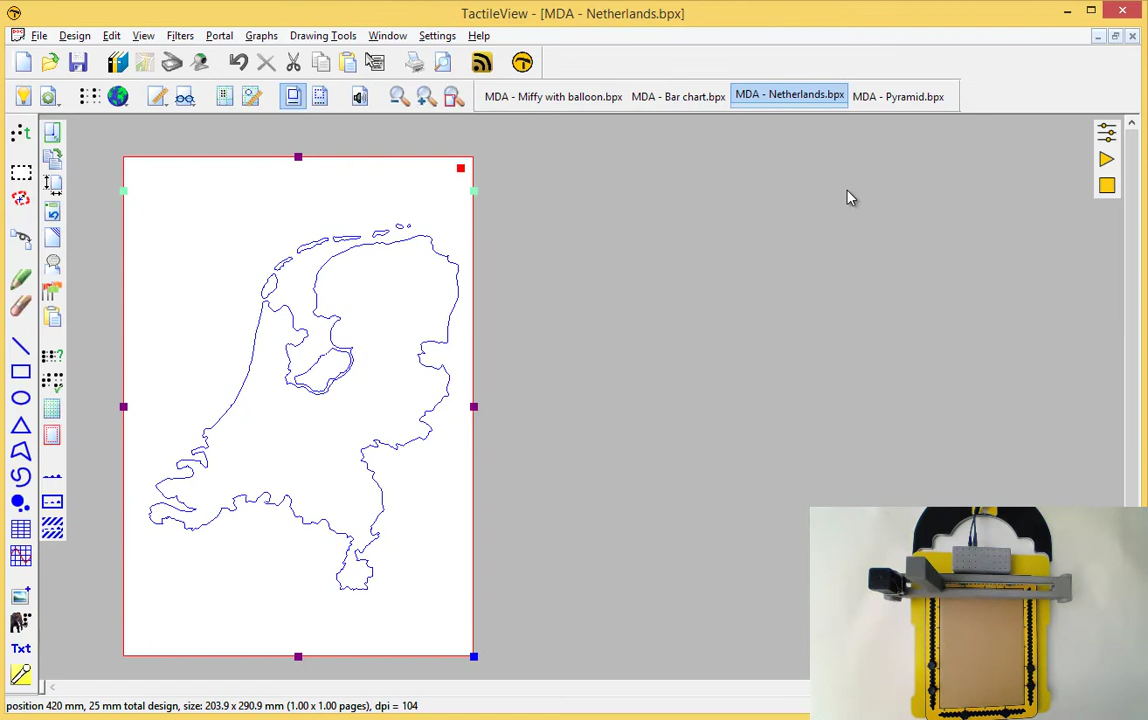 TactileView - [MDA - Netherlands.bpx]
File Design Edit View Filters Portal Graphs Drawing Tools Window Settings Help
MDA - Miffy with balloon.bpx MDA - Bar chart.bpx MDA - Netherlands.bpx MDA - Pyramid.bpx
t
Txt
position 420 mm, 25 mm total design, size: 203.9 x 290.9 mm (1.00 x 1.00 pages), dpi = 104